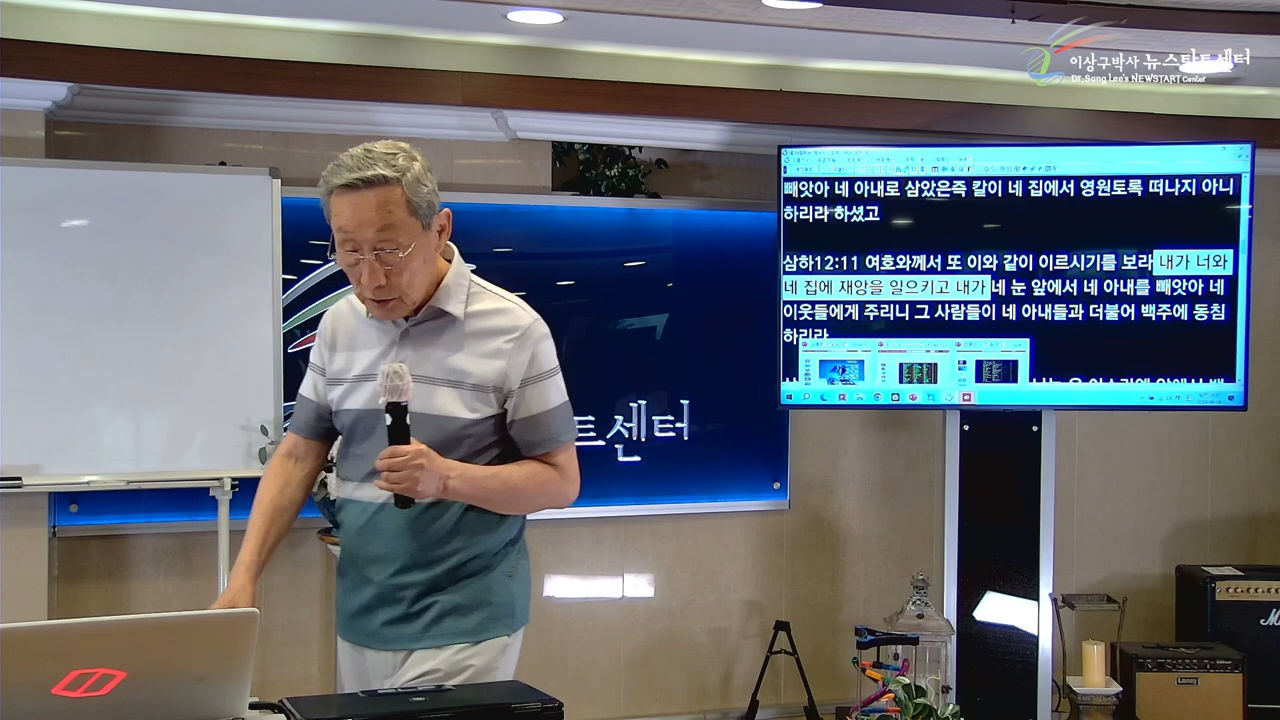 이상구박사 뉴스타트센터
Dr. Sang Lee's NEWSTART Center
빼앗아 네 아내로 삼았은즉 칼이 네 집에서 영원토록 떠나지 아니
하리라 하셨고
삼하12:11 여호와께서 또 이와 같이 이르시기를 보라 내가 너와
네 집에 재앙을 일으키고 내가 네 눈 앞에서 네 아내를 빼앗아 네
이웃들에게 주리니 그 사람들이 네 아내들과 더불어 백주에 동침
하리라
트센터
Laney